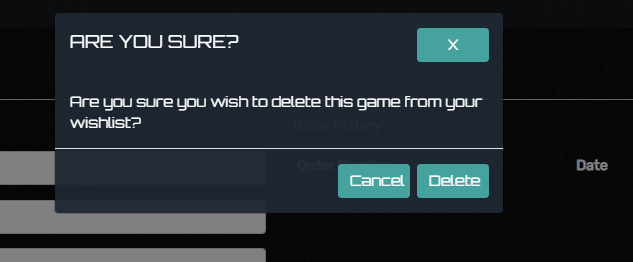 ARE YOU SURE?
X
Are you sure you wish to delete this game from your
wishlist?
Order History
Order
Date
Cancel
Delete